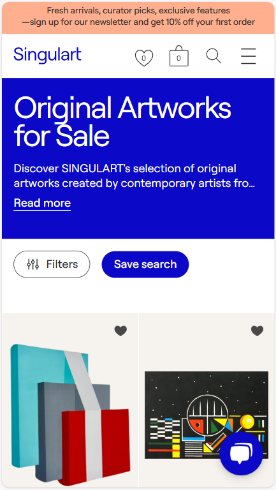 Fresh arrivals, curator picks, exclusive features
—sign up for our newsletter and get 10% off your first order
Singulart
0
0
Original Artworks
for Sale
Discover SINGULART's selection of original
artworks created by contemporary artists fro...
Read more
Filters
Save search